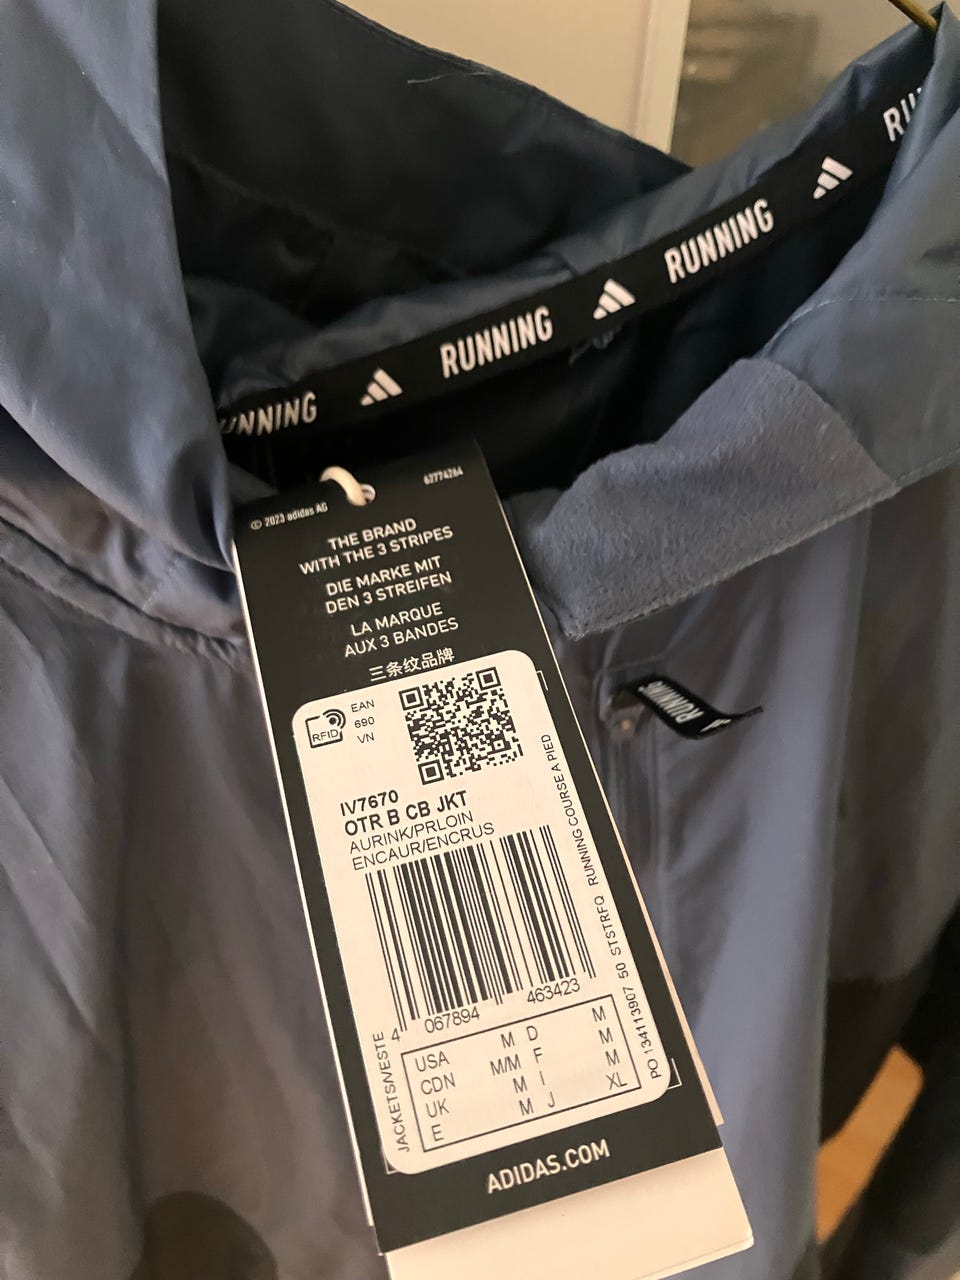 RUNNING
RUNNING
RUNNING
© 2023 adidas AG
62774264
THE BRAND
WITH THE 3 STRIPES
DIE MARKE MIT
DEN 3 STREIFEN
LA MARQUE
AUX 3 BANDES
三条纹品牌
RFID
EAN
690
VN
IV7670
OTR B CB JKT
AURINK/PRLOIN
ENCAUR/ENCRUS
4 067894 463423
PO 134113907 50 STSTRFO RUNNING COURSE A PIED
JACKETS/VESTE
USA M D M
CDN M/M F M
UK M I M
E M J XL
ADIDAS.COM
RUNNING